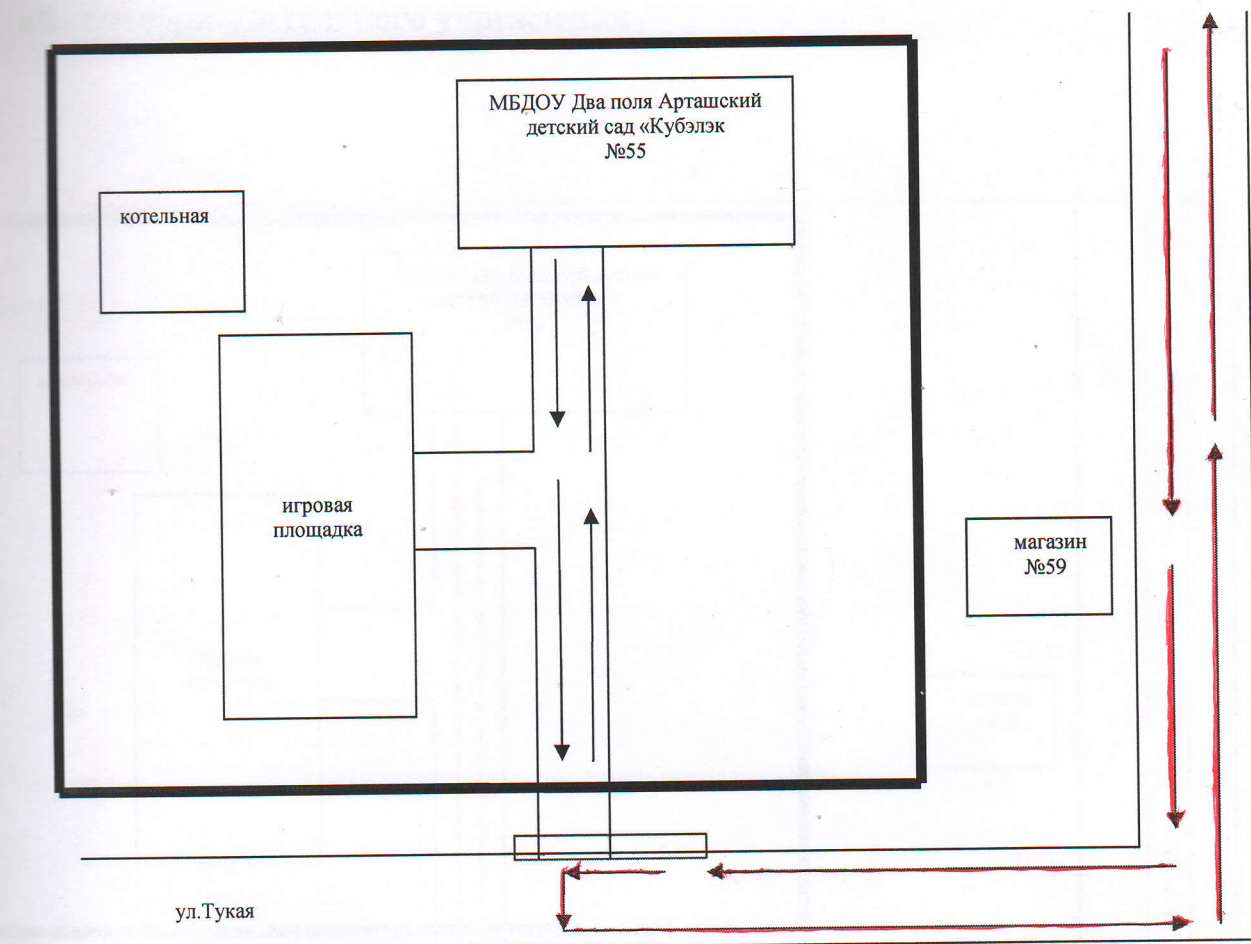 МБДОУ Два поля Арташский
детский сад «Кубэлэк
№55
котельная
игровая
площадка
магазин
№59
ул.Тукая